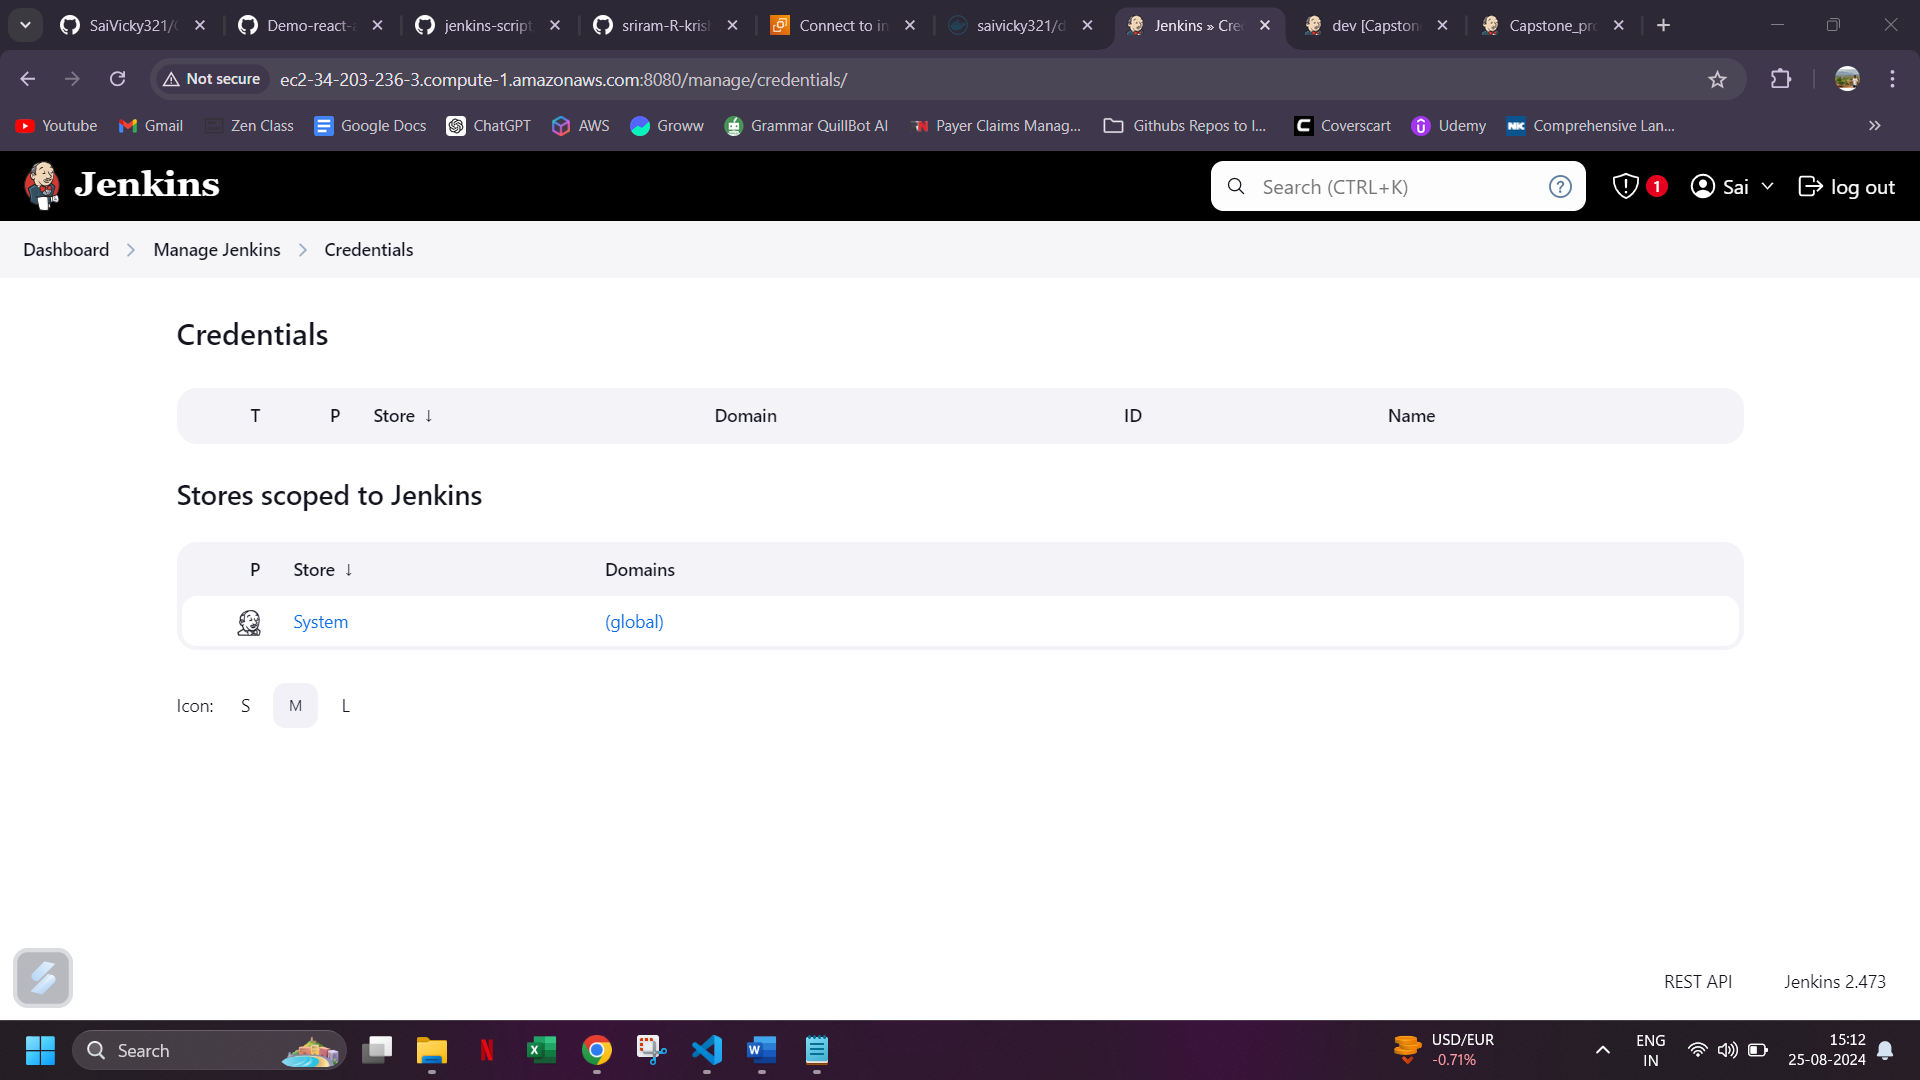 SaiVicky321/C
Demo-react-a
jenkins-script
sriram-R-krish
Connect to in
saivicky321/d
Jenkins » Cre
dev [Capston
Capstone_pro
Not secure
ec2-34-203-236-3.compute-1.amazonaws.com:8080/manage/credentials/
Youtube
Gmail
Zen Class
Google Docs
ChatGPT
AWS
Groww
Grammar QuillBot AI
Payer Claims Manag...
Githubs Repos to I...
Coverscart
Udemy
Comprehensive Lan...
»
Jenkins
Search (CTRL+K)
1
Sai
log out
Dashboard
Manage Jenkins
Credentials
Credentials
T P Store ↓ Domain ID Name
Stores scoped to Jenkins
P Store ↓ Domains
System (global)
Icon: S M L
REST API Jenkins 2.473
Search
USD/EUR
-0.71%
ENG
IN
15:12
25-08-2024